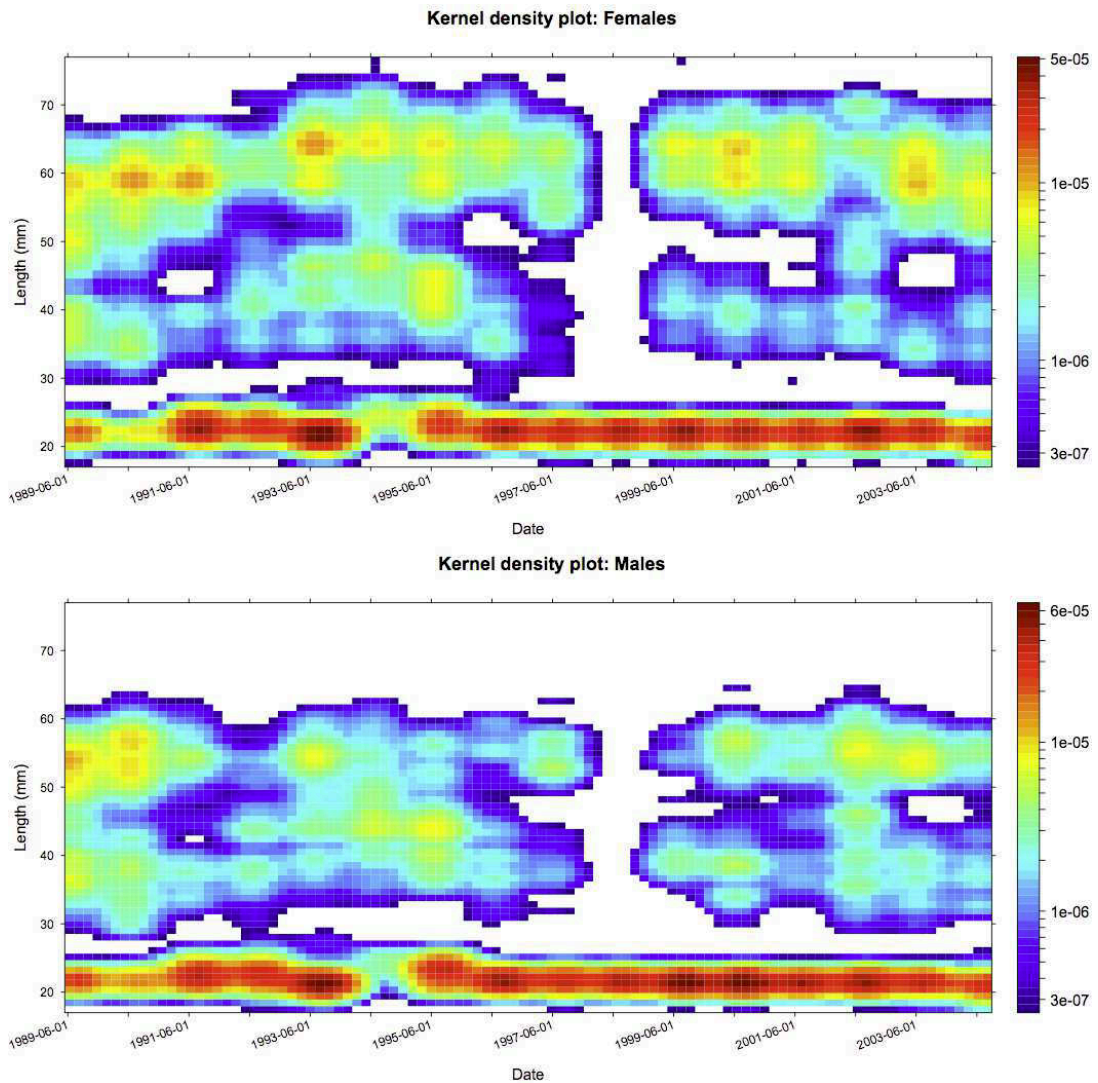 Kernel density plot: Females
5e-05
70
60
1e-05
50
Length (mm)
40
1e-06
30
20
3e-07
1989-06-01 1991-06-01 1993-06-01 1995-06-01 1997-06-01 1999-06-01 2001-06-01 2003-06-01
Date
Kernel density plot: Males
6e-05
70
60
1e-05
50
Length (mm)
40
1e-06
30
20
3e-07
1989-06-01 1991-06-01 1993-06-01 1995-06-01 1997-06-01 1999-06-01 2001-06-01 2003-06-01
Date